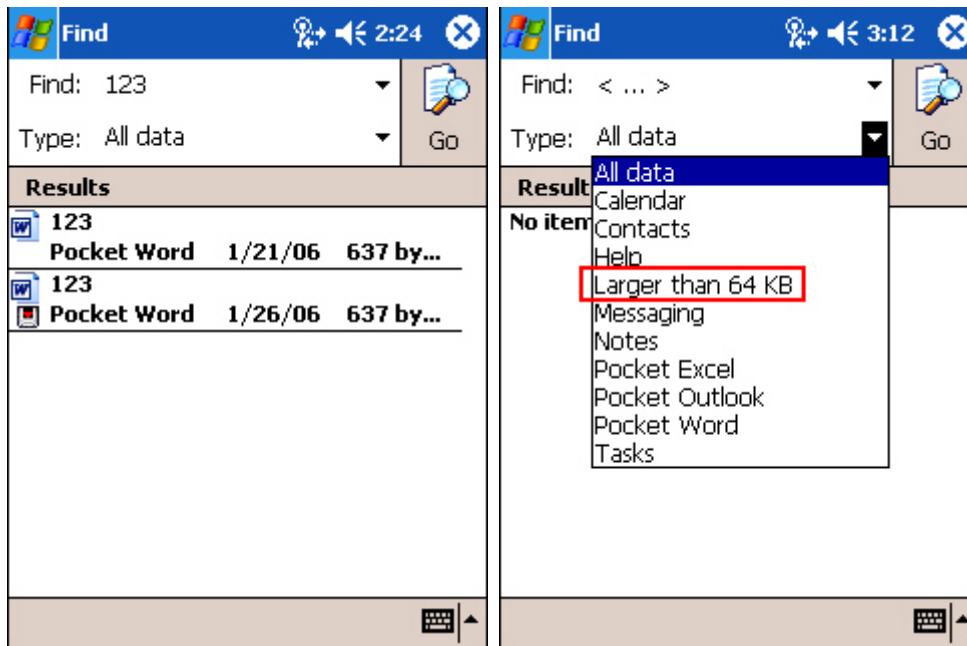 Find 2:24
Find: 123
Type: All data
Go
Results
123
Pocket Word 1/21/06 637 by...
123
Pocket Word 1/26/06 637 by...
Find 3:12
Find: < ... >
Type: All data
Go
Result
No item
All data
Calendar
Contacts
Help
Larger than 64 KB
Messaging
Notes
Pocket Excel
Pocket Outlook
Pocket Word
Tasks